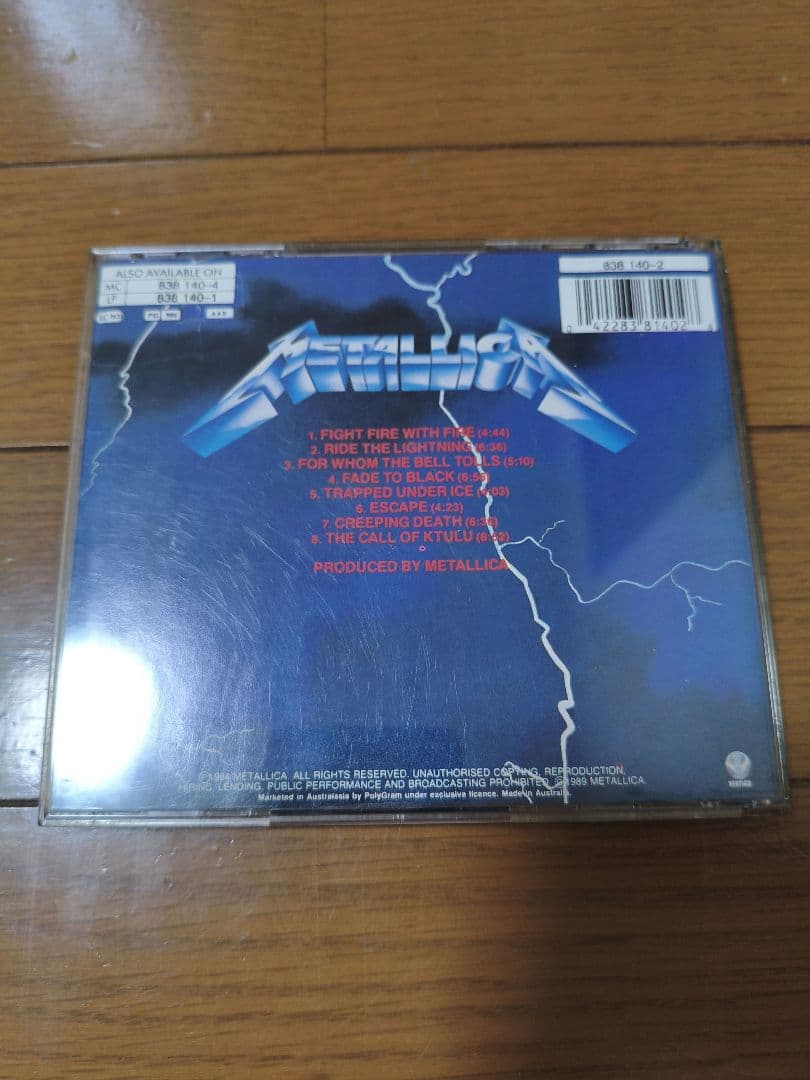 ALSO AVAILABLE ON
MC 838 140-4
LP 838 140-1
838 140-2
0 42283 81402
METALLICA
1. FIGHT FIRE WITH FIRE (4:44)
2. RIDE THE LIGHTNING (6:36)
3. FOR WHOM THE BELL TOLLS (5:10)
4. FADE TO BLACK
5. TRAPPED UNDER ICE
6. ESCAPE (4:23)
7. CREEPING DEATH
8. THE CALL OF KTULU
PRODUCED BY METALLICA
Ⓟ 1984 METALLICA. ALL RIGHTS RESERVED. UNAUTHORISED COPYING, REPRODUCTION,
HIRING, LENDING, PUBLIC PERFORMANCE AND BROADCASTING PROHIBITED. © 1989 METALLICA.
Marketed in Australasia by PolyGram under exclusive licence. Made in Australia.
VERTIGO